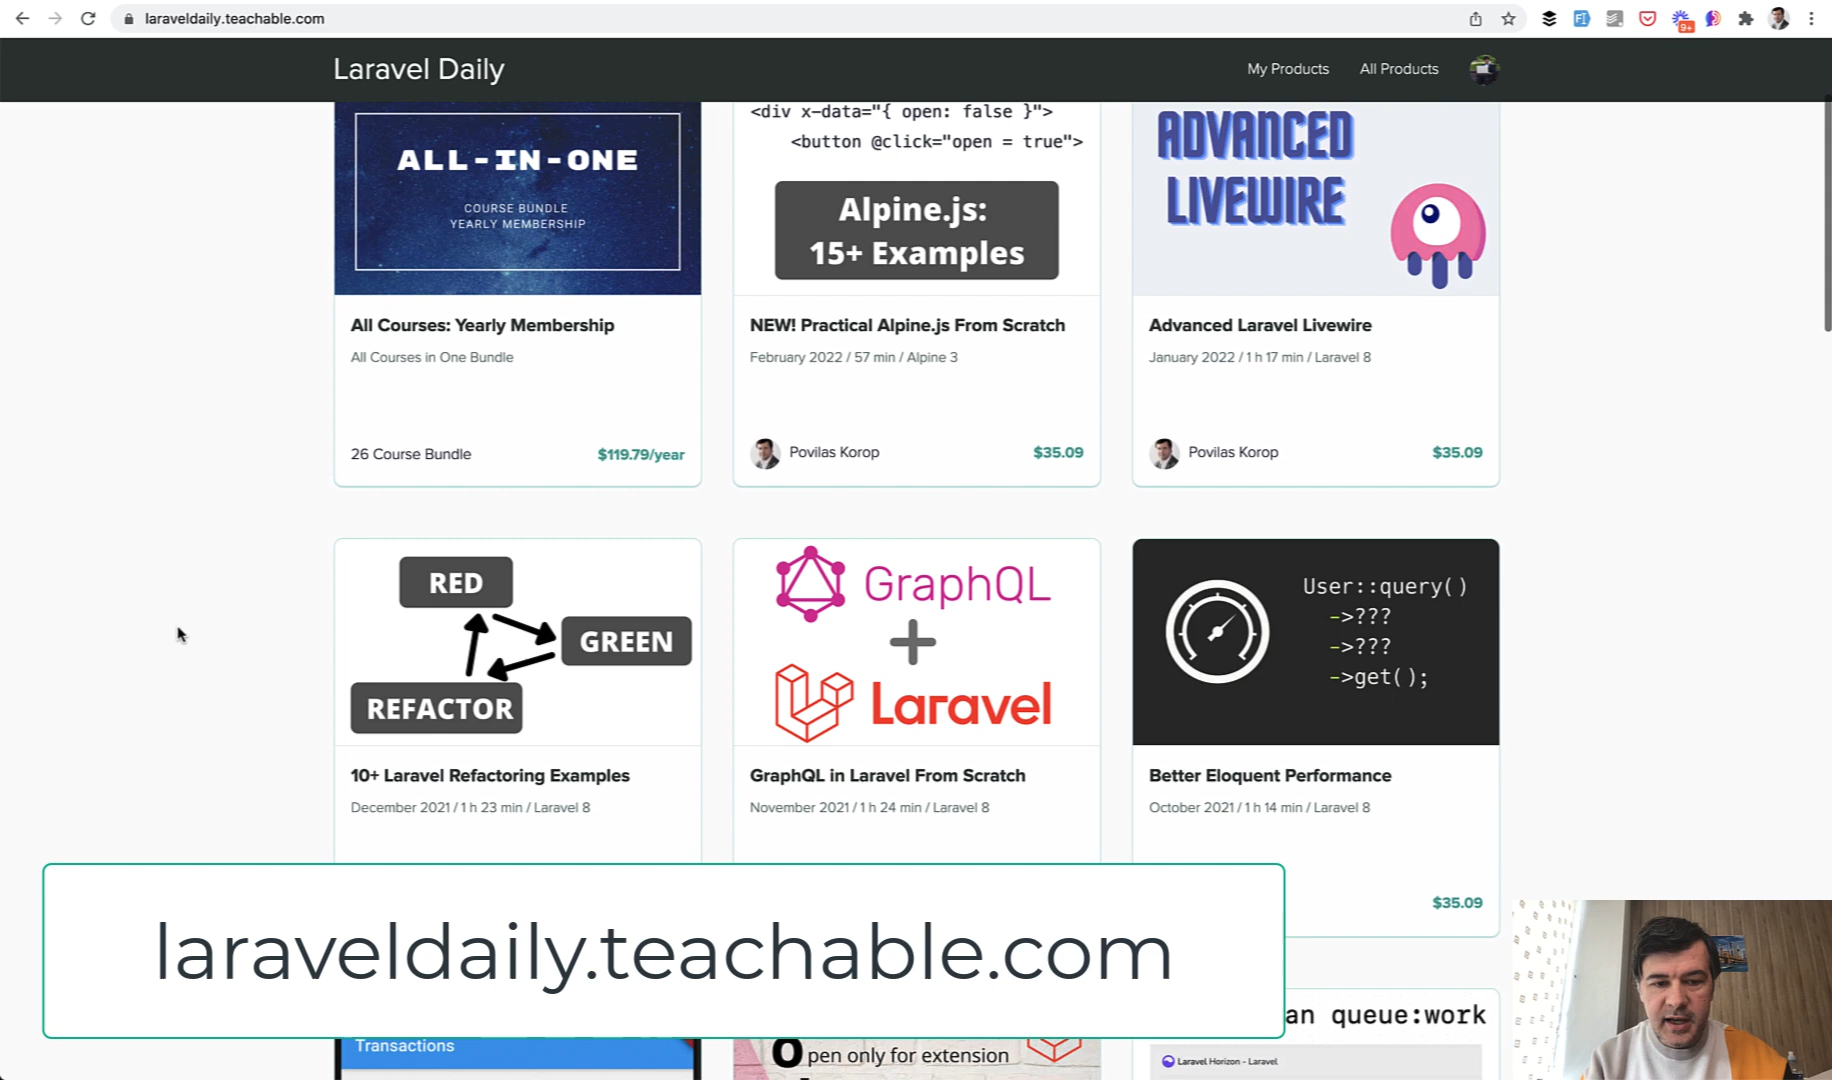 laraveldaily.teachable.com
9+
Laravel Daily
My Products
All Products
ALL-IN-ONE
COURSE BUNDLE
YEARLY MEMBERSHIP
All Courses: Yearly Membership
All Courses in One Bundle
26 Course Bundle
$119.79/year
<div x-data="{ open: false }">
<button @click="open = true">
Alpine.js:
15+ Examples
NEW! Practical Alpine.js From Scratch
February 2022 / 57 min / Alpine 3
Povilas Korop
$35.09
ADVANCED
LIVEWIRE
Advanced Laravel Livewire
January 2022 / 1 h 17 min / Laravel 8
Povilas Korop
$35.09
RED
GREEN
REFACTOR
10+ Laravel Refactoring Examples
December 2021 / 1 h 23 min / Laravel 8
GraphQL
+
Laravel
GraphQL in Laravel From Scratch
November 2021 / 1 h 24 min / Laravel 8
User::query()
->???
->???
->get();
Better Eloquent Performance
October 2021 / 1 h 14 min / Laravel 8
$35.09
laraveldaily.teachable.com
Transactions
Open only for extension
an queue:work
Laravel Horizon - Laravel